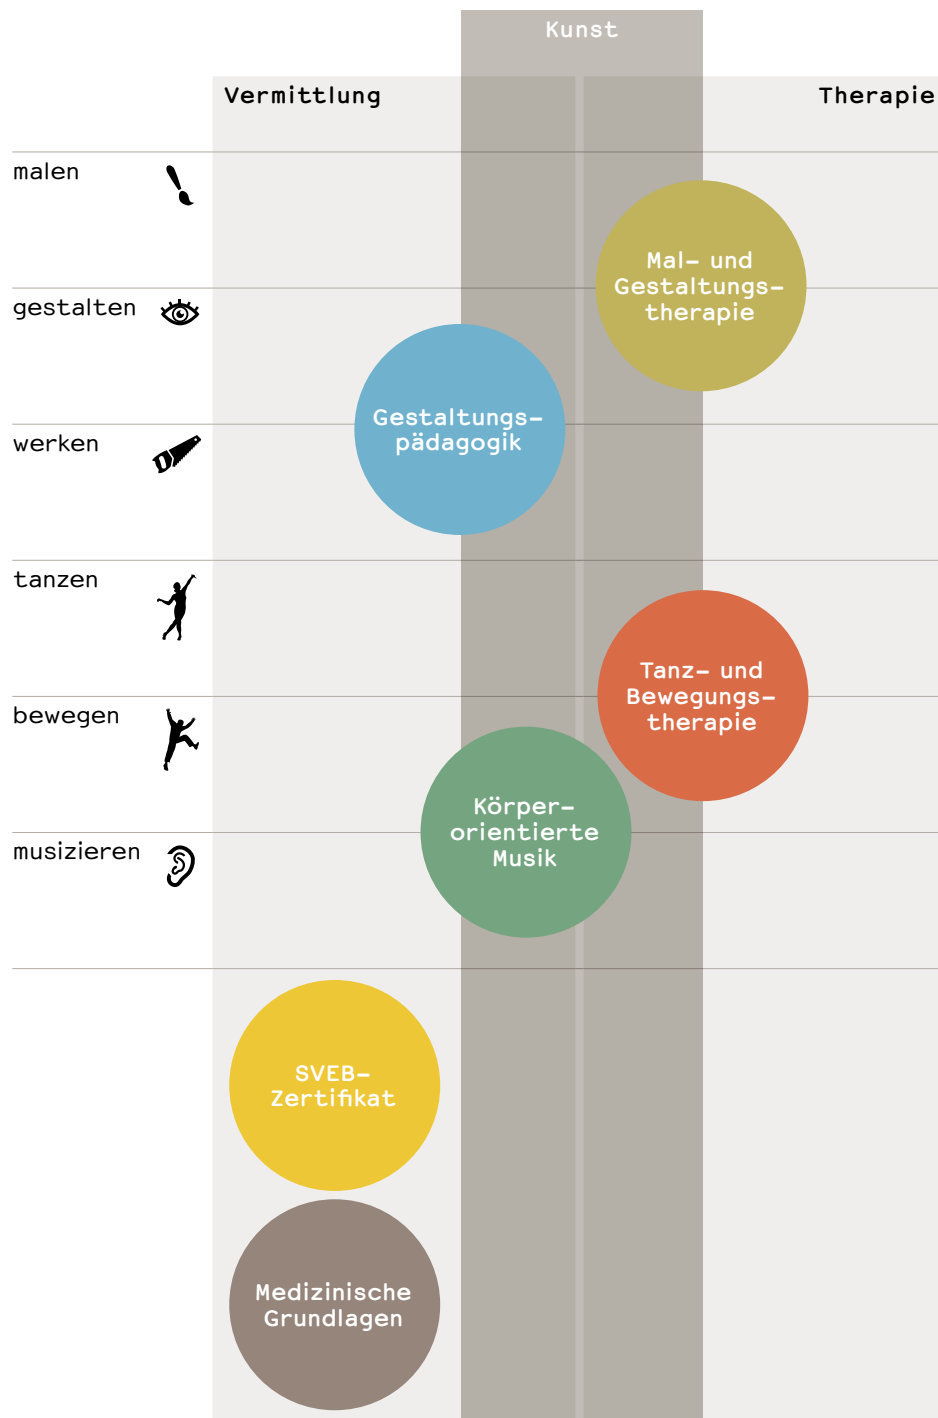 Kunst
Vermittlung
Therapie
malen
Mal- und
Gestaltungs-
therapie
gestalten
Gestaltungs-
pädagogik
werken
tanzen
Tanz- und
Bewegungs-
therapie
bewegen
Körper-
orientierte
Musik
musizieren
SVEB-
Zertifikat
Medizinische
Grundlagen